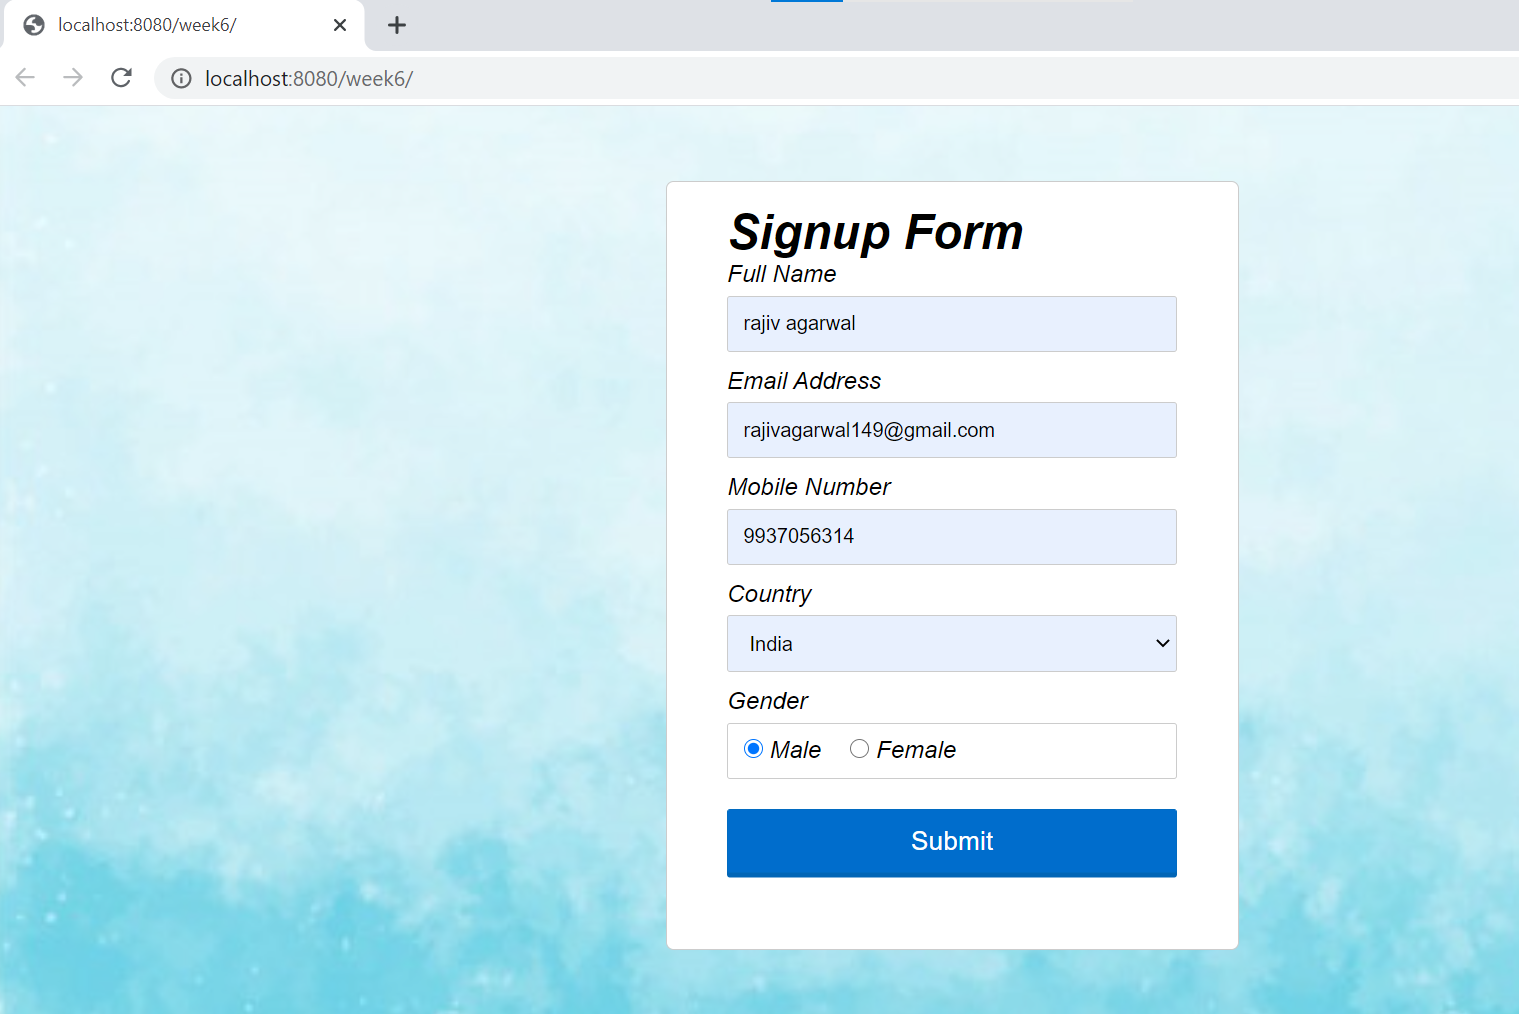 localhost:8080/week6/
localhost:8080/week6/
Signup Form
Full Name
rajiv agarwal
Email Address
rajivagarwal149@gmail.com
Mobile Number
9937056314
Country
India
Gender
Male Female
Submit